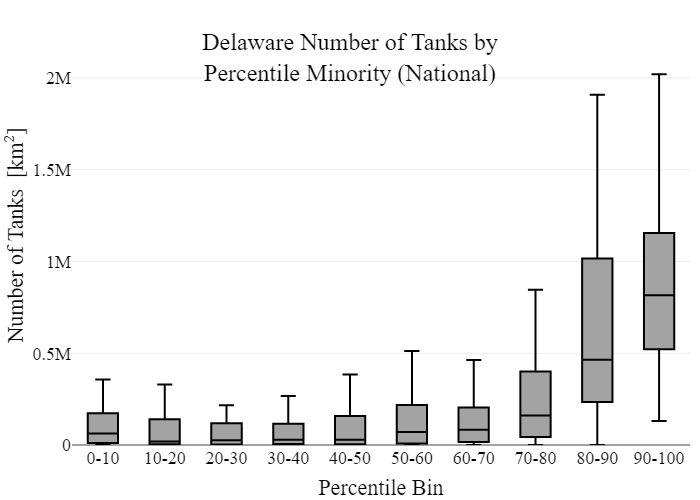 Delaware Number of Tanks by
Percentile Minority (National)
Number of Tanks [km²]
2M
1.5M
1M
0.5M
0
0-10 10-20 20-30 30-40 40-50 50-60 60-70 70-80 80-90 90-100
Percentile Bin